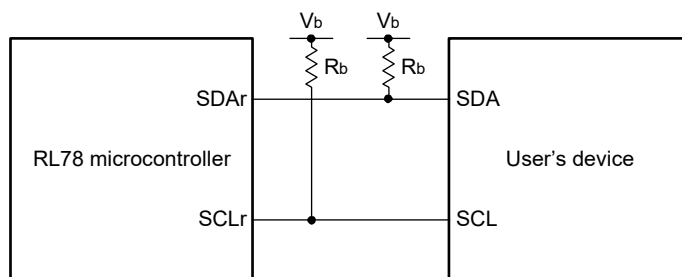 Vb Vb
Rb Rb
SDAr SDA
RL78 microcontroller User’s device
SCLr SCL